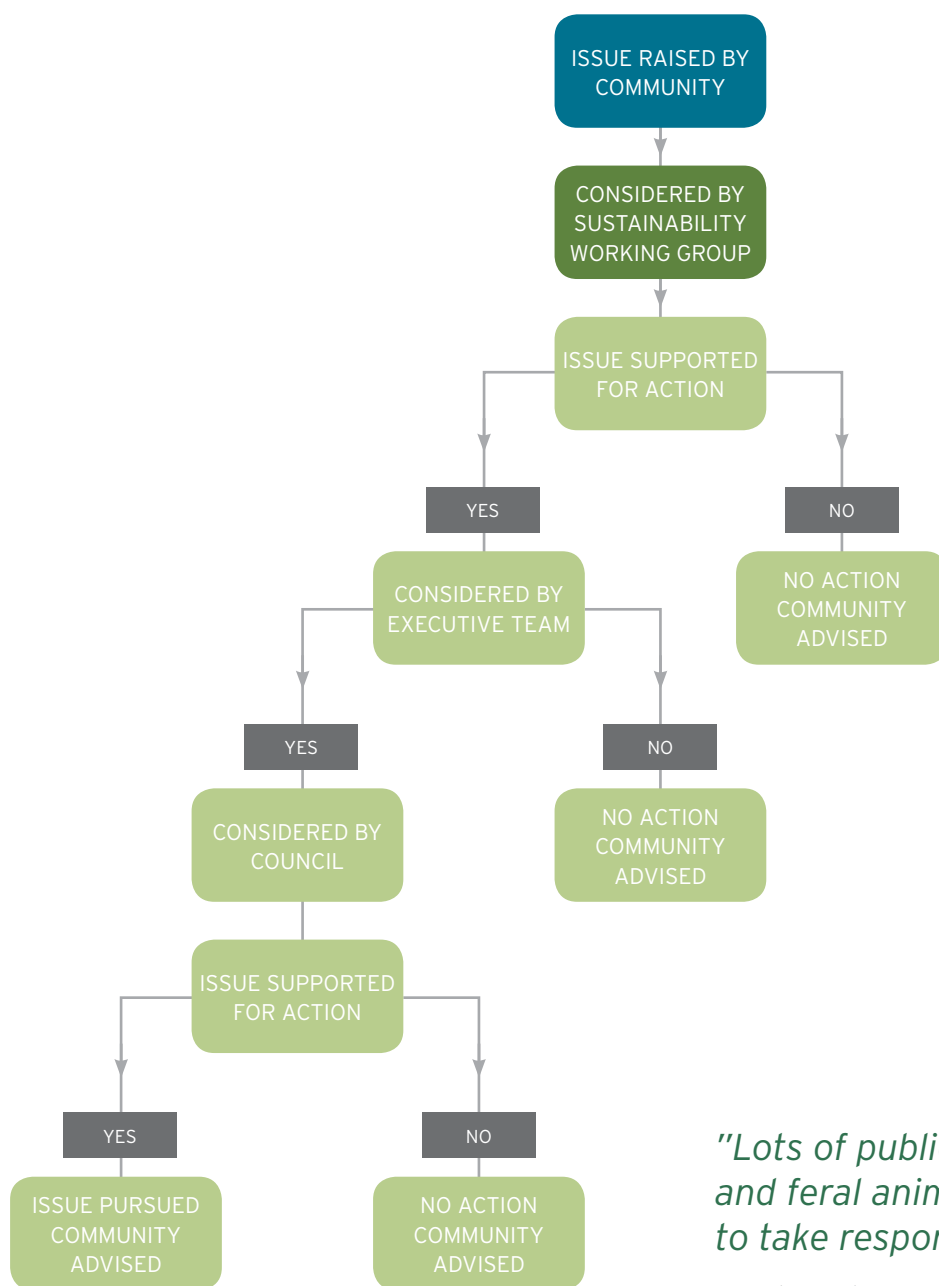 ISSUE RAISED BY
COMMUNITY
CONSIDERED BY
SUSTAINABILITY
WORKING GROUP
ISSUE SUPPORTED
FOR ACTION
YES
NO
CONSIDERED BY
EXECUTIVE TEAM
NO ACTION
COMMUNITY
ADVISED
YES
NO
CONSIDERED BY
COUNCIL
NO ACTION
COMMUNITY
ADVISED
ISSUE SUPPORTED
FOR ACTION
YES
NO
ISSUE PURSUED
COMMUNITY
ADVISED
NO ACTION
COMMUNITY
ADVISED
"Lots of publi
and feral anin
to take respor